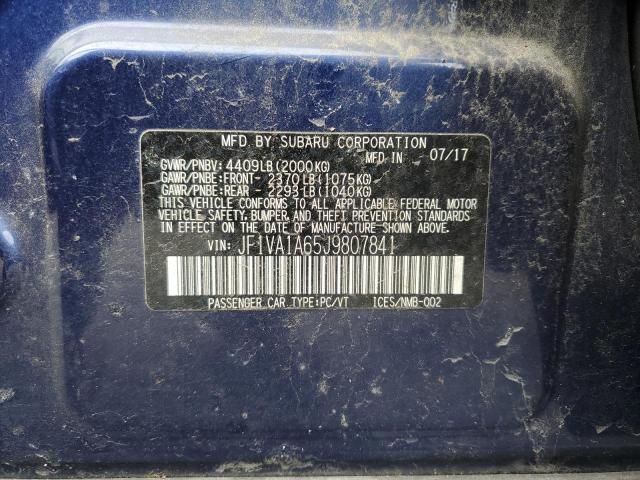 MFD BY SUBARU CORPORATION
MFD IN 07/17
GVWR/PNBV: 4409LB(2000KG)
GAWR/PNBE:FRONT- 2370LB(1075KG)
GAWR/PNBE:REAR - 2293LB(1040KG)
THIS VEHICLE CONFORMS TO ALL APPLICABLE FEDERAL MOTOR
VEHICLE SAFETY, BUMPER, AND THEFT PREVENTION STANDARDS
IN EFFECT ON THE DATE OF MANUFACTURE SHOWN ABOVE.
VIN: JF1VA1A65J9807841
PASSENGER CAR TYPE:PC/VT ICES/NMB-002